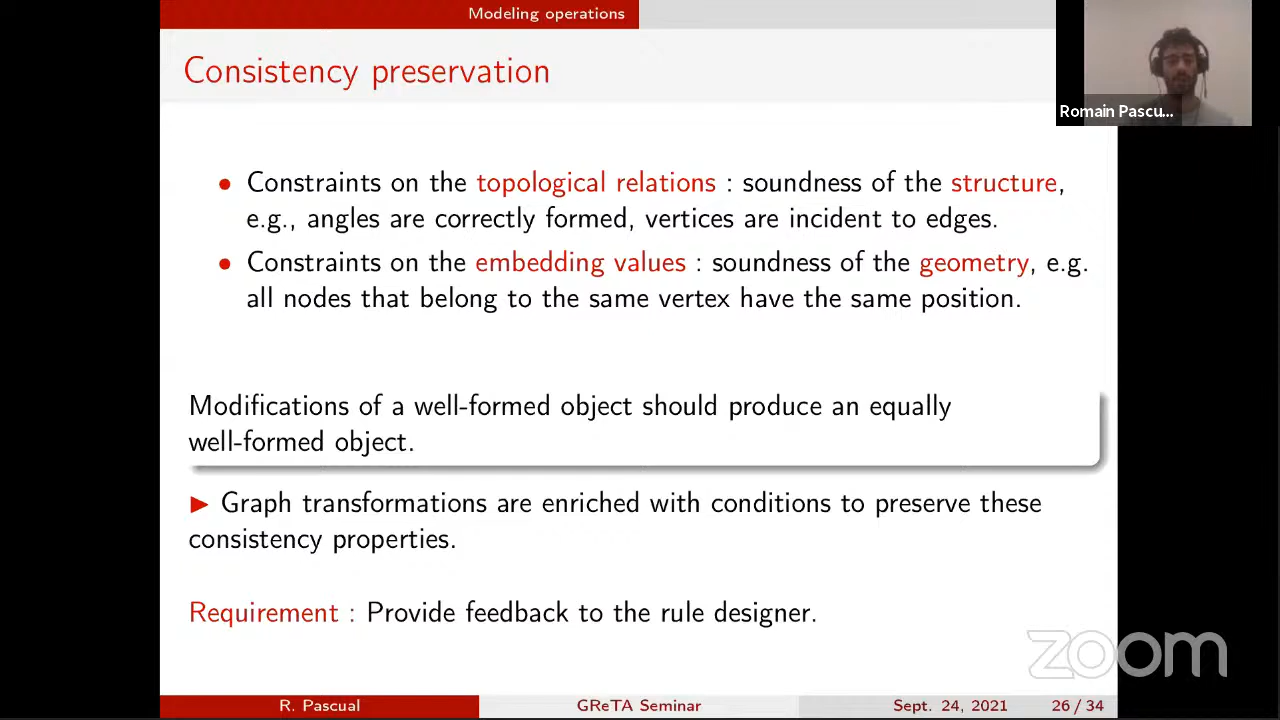 Modeling operations
Consistency preservation
Romain Pascu...
• Constraints on the topological relations : soundness of the structure,
e.g., angles are correctly formed, vertices are incident to edges.
• Constraints on the embedding values : soundness of the geometry, e.g.
all nodes that belong to the same vertex have the same position.
Modifications of a well-formed object should produce an equally
well-formed object.
▶ Graph transformations are enriched with conditions to preserve these
consistency properties.
Requirement : Provide feedback to the rule designer.
zoom
R. Pascual GReTA Seminar Sept. 24, 2021 26 / 34